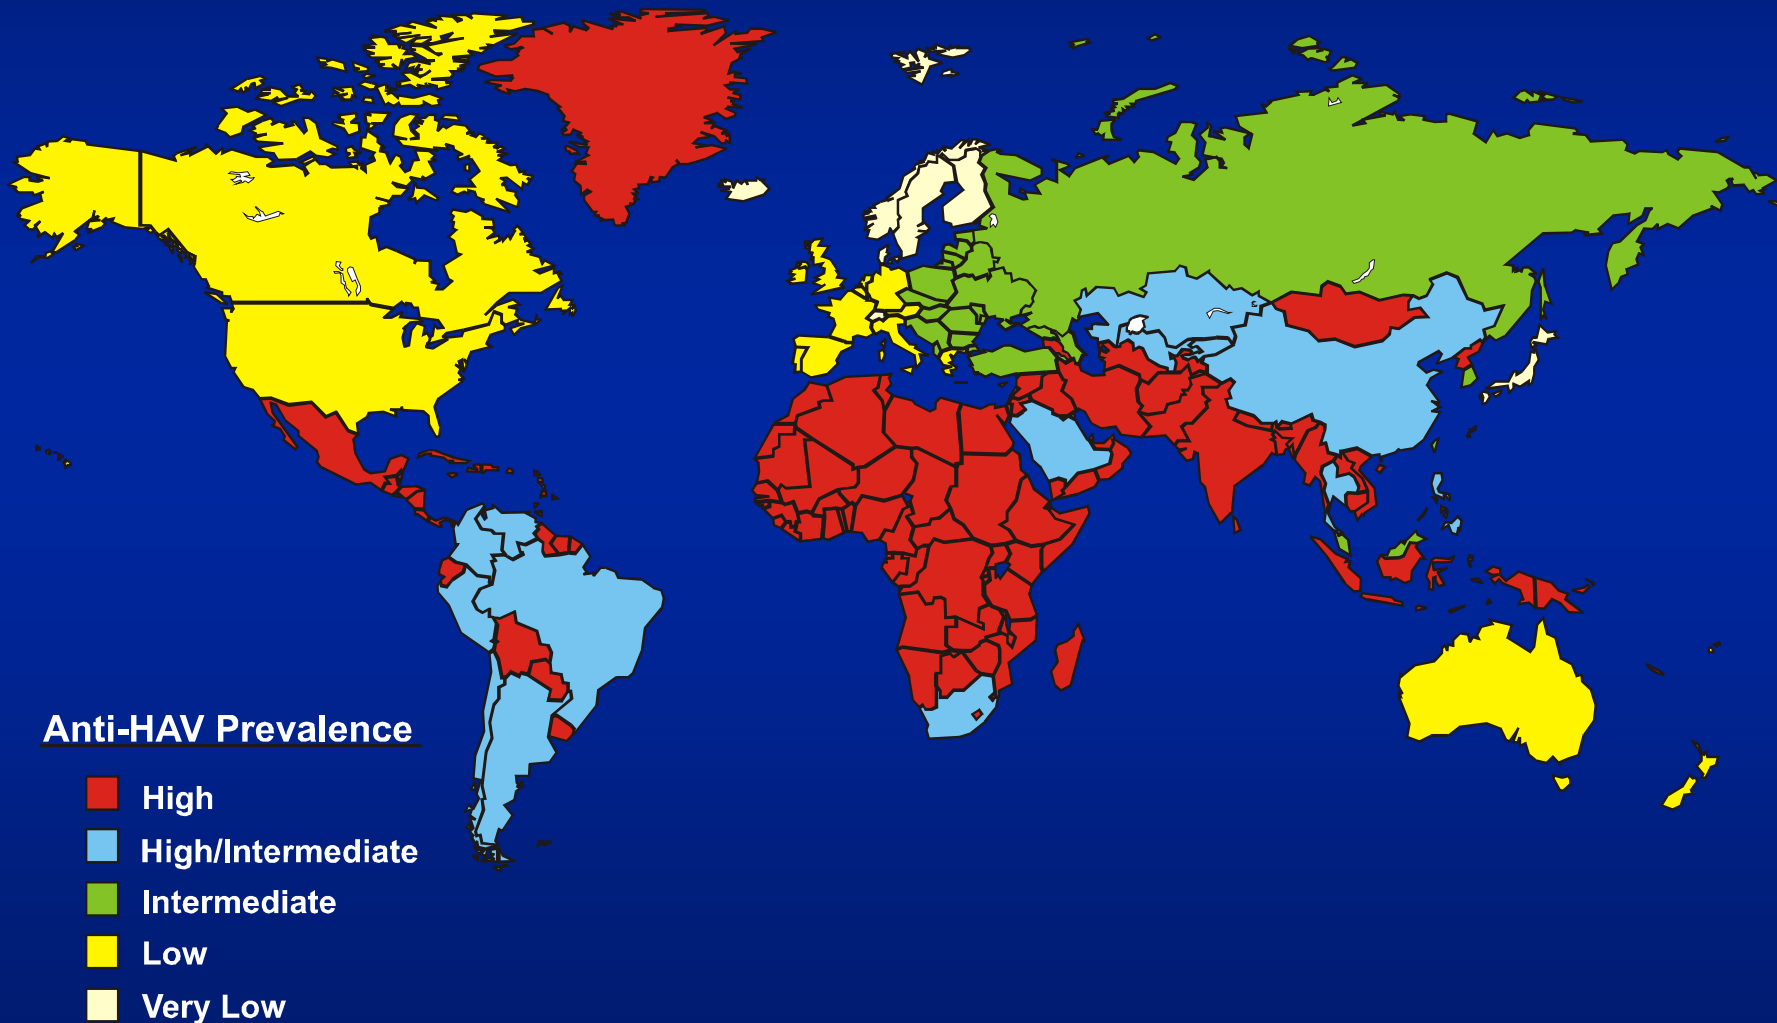 Anti-HAV Prevalence
High
High/Intermediate
Intermediate
Low
Very Low